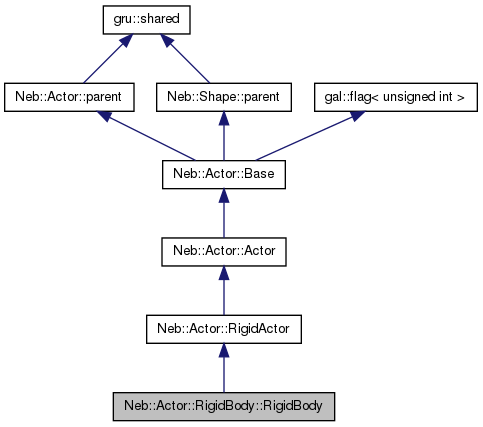 gru::shared
Neb::Actor::parent
Neb::Shape::parent
gal::flag< unsigned int >
Neb::Actor::Base
Neb::Actor::Actor
Neb::Actor::RigidActor
Neb::Actor::RigidBody::RigidBody